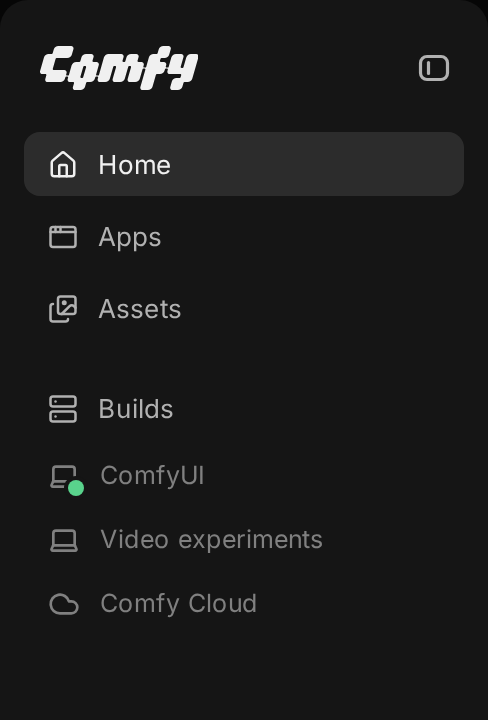 Comfy
Home
Apps
Assets
Builds
ComfyUI
Video experiments
Comfy Cloud